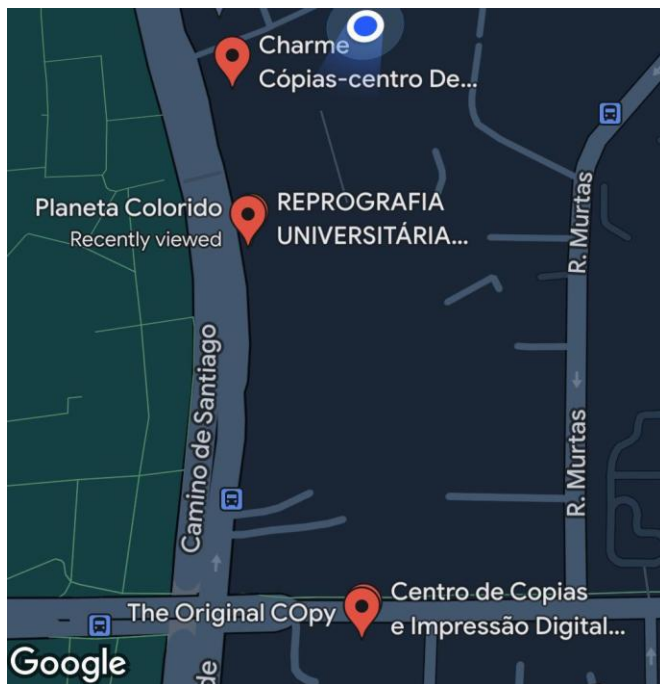 Charme
Cópias-centro De...
Planeta Colorido
Recently viewed
REPROGRAFIA
UNIVERSITÁRIA...
R. Murtas
Camino de Santiago
R. Murtas
The Original COpy
Centro de Copias
e Impressão Digital...
de
Google